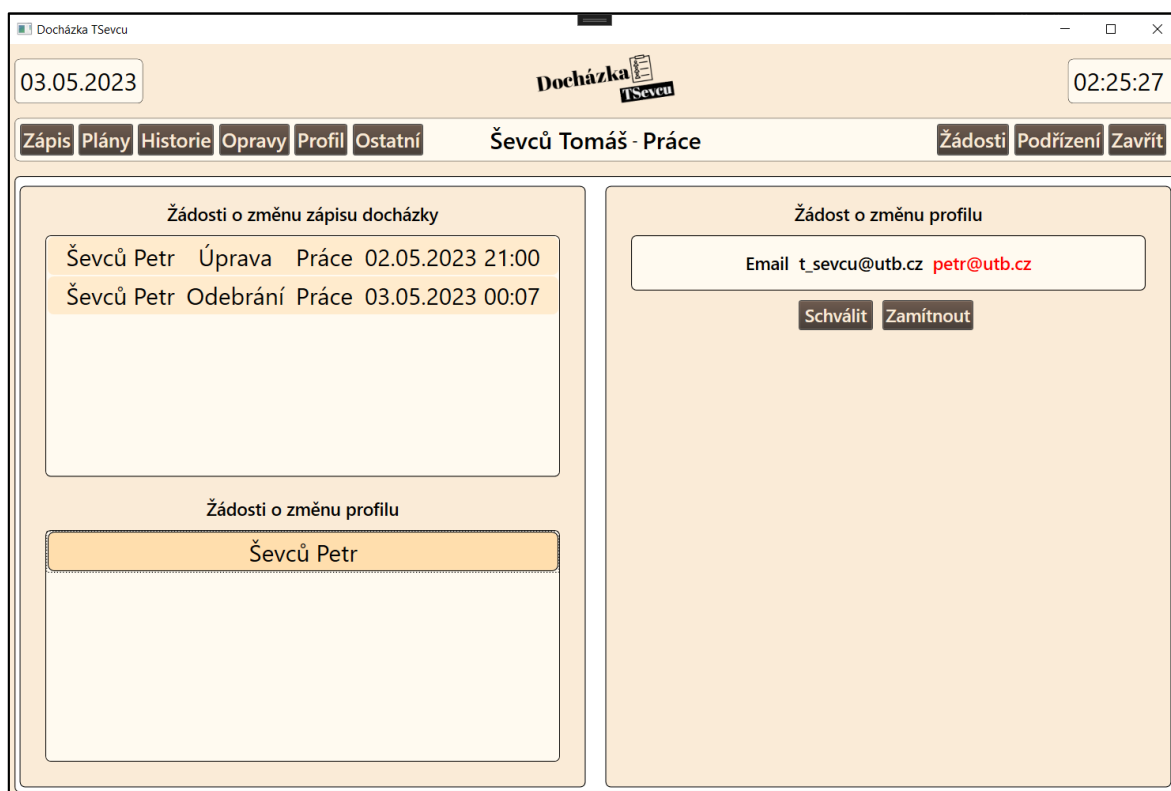 Docházka TSevcu
03.05.2023
Docházka
TSevcu
02:25:27
Zápis Plány Historie Opravy Profil Ostatní
Ševců Tomáš - Práce
Žádosti Podřízení Zavřít
Žádosti o změnu zápisu docházky
Ševců Petr Úprava Práce 02.05.2023 21:00
Ševců Petr Odebrání Práce 03.05.2023 00:07
Žádosti o změnu profilu
Ševců Petr
Žádost o změnu profilu
Email t_sevcu@utb.cz petr@utb.cz
Schválit Zamítnout